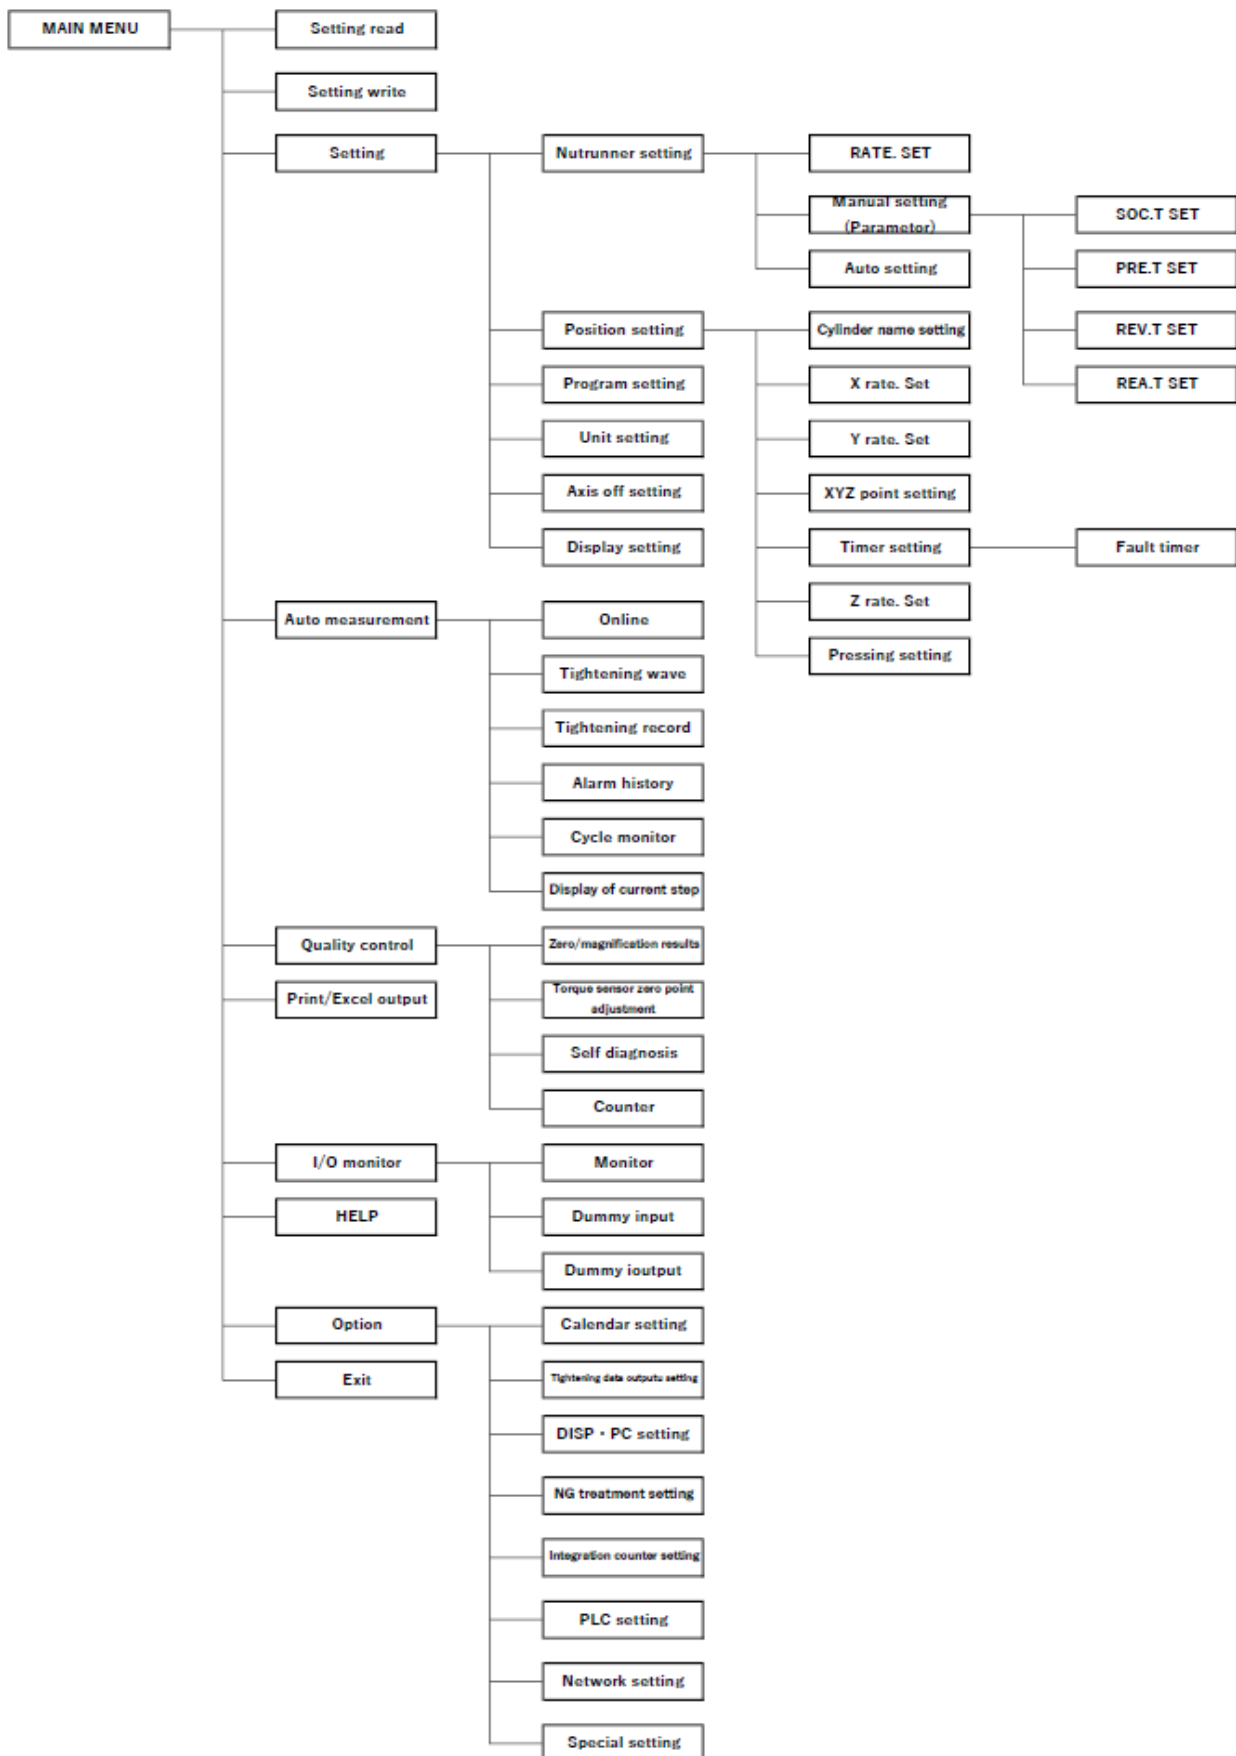 MAIN MENU
Setting read
Setting write
Setting
Nutrunner setting
RATE. SET
Manual setting
(Parametor)
SOC.T SET
Auto setting
PRE.T SET
Position setting
Cylinder name setting
REV.T SET
Program setting
X rate. Set
REA.T SET
Unit setting
Y rate. Set
Axis off setting
XYZ point setting
Display setting
Timer setting
Fault timer
Z rate. Set
Auto measurement
Online
Pressing setting
Tightening wave
Tightening record
Alarm history
Cycle monitor
Display of current step
Quality control
Zero/magnification results
Print/Excel output
Torque sensor zero point
adjustment
Self diagnosis
Counter
I/O monitor
Monitor
HELP
Dummy input
Dummy ioutput
Option
Calendar setting
Exit
Tightening data outputu setting
DISP・PC setting
NG treatment setting
Integration counter setting
PLC setting
Network setting
Special setting